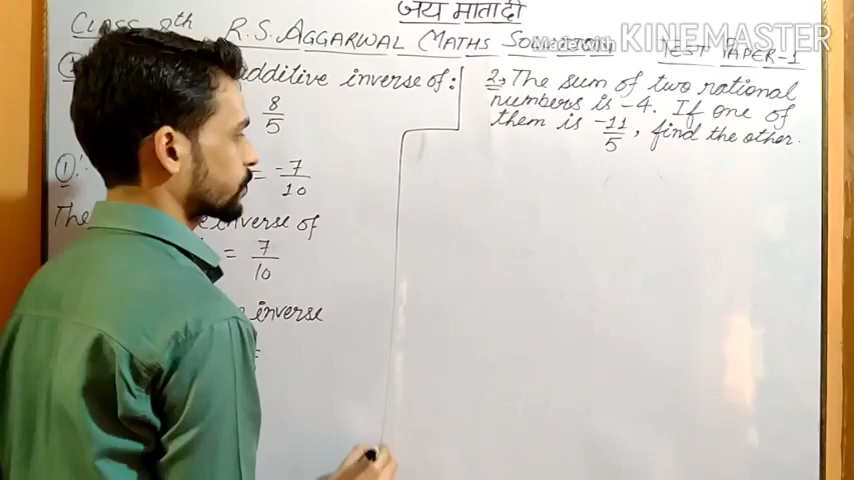 जय माता दी
CLASS 8th R.S. AGGARWAL MATHS SOLUTION TEST PAPER-1
Made with KINEMASTER
additive inverse of:
8/5
① = -7/10
The inverse of
= 7/10
inverse
=
2, The sum of two rational
numbers is -4. If one of
them is -11/5, find the other.